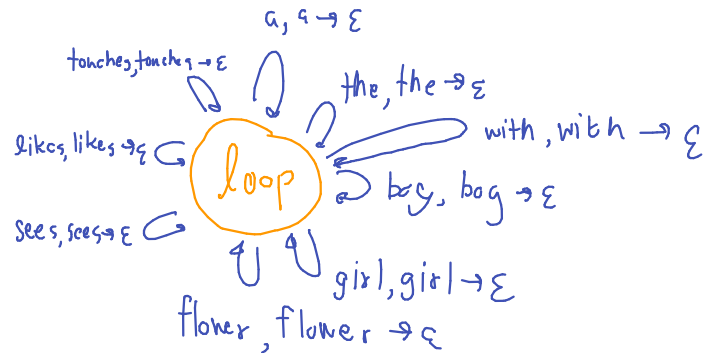 a, a → ε
touches, touches → ε
the, the → ε
with, with → ε
likes, likes → ε
loop
boy, boy → ε
sees, sees → ε
girl, girl → ε
flower, flower → ε